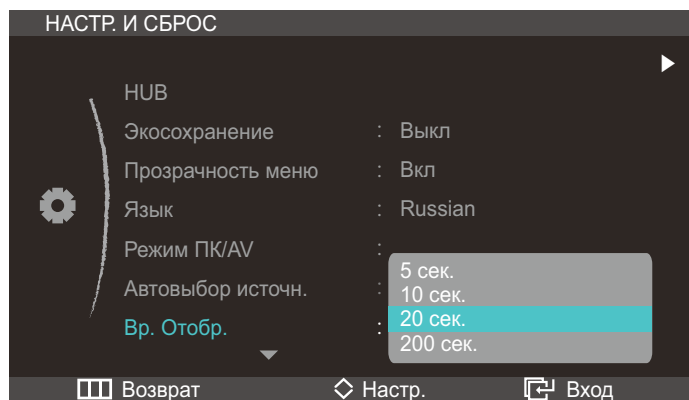 НАСТР. И СБРОС
HUB
Экосохранение : Выкл
Прозрачность меню : Вкл
Язык : Russian
Режим ПК/AV :
Автовыбор источн. :
Вр. Отобр. :
5 сек.
10 сек.
20 сек.
200 сек.
Возврат Настр. Вход